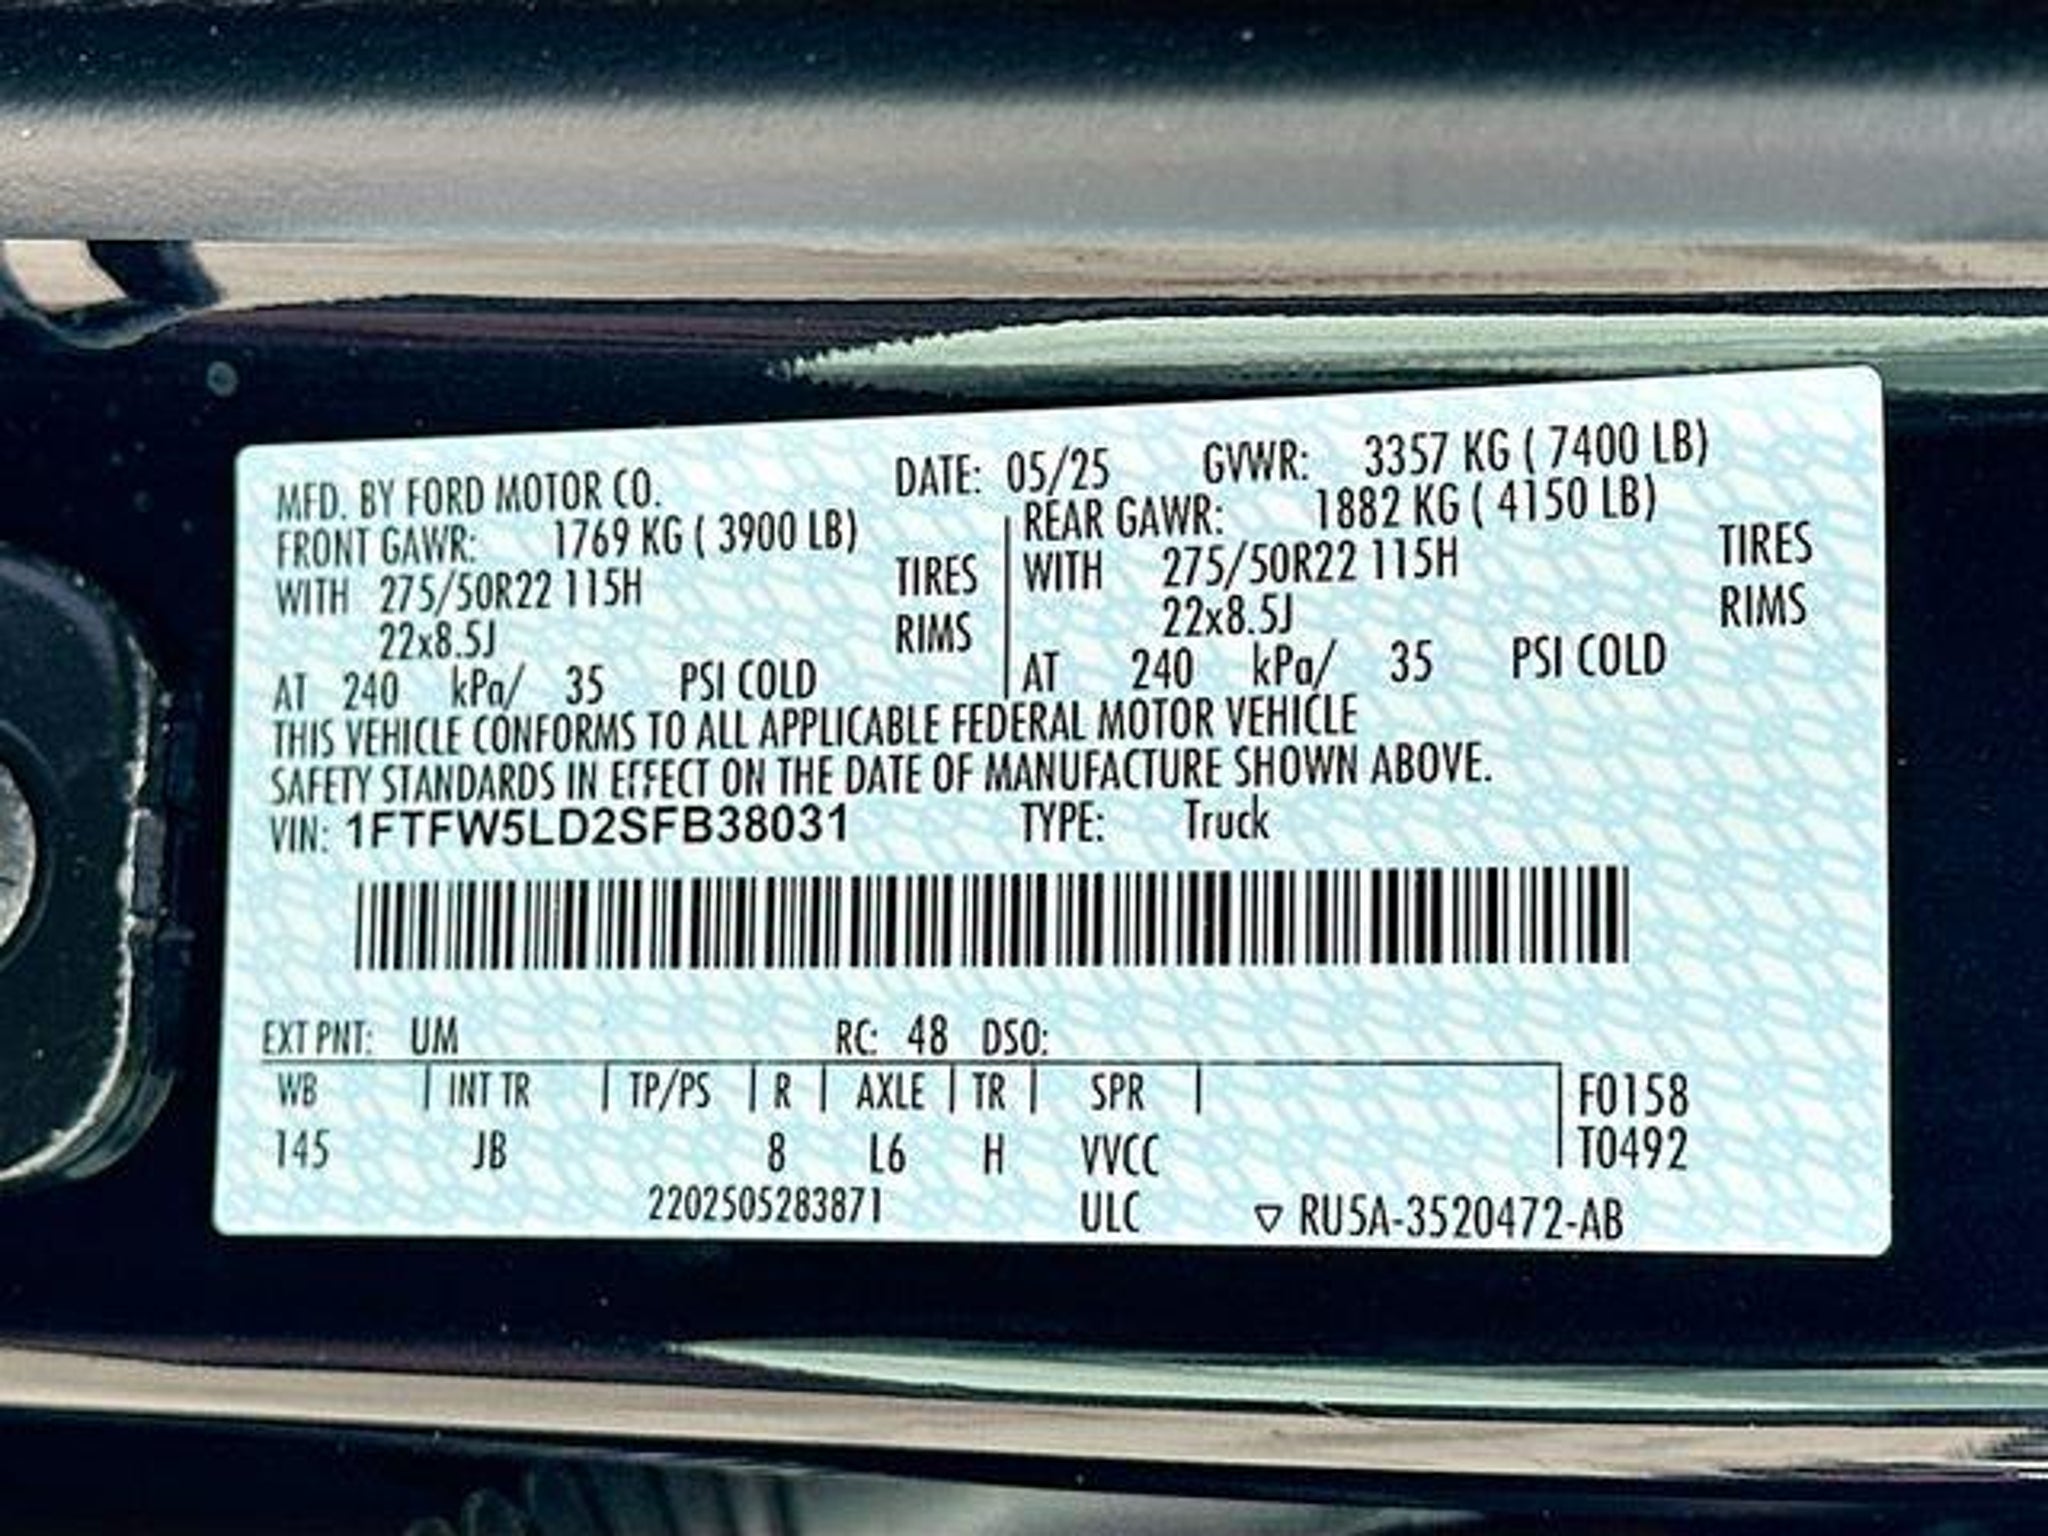 MFD. BY FORD MOTOR CO. DATE: 05/25 GVWR: 3357 KG ( 7400 LB)
FRONT GAWR: 1769 KG ( 3900 LB) REAR GAWR: 1882 KG ( 4150 LB)
WITH 275/50R22 115H TIRES WITH 275/50R22 115H TIRES
22x8.5J RIMS 22x8.5J RIMS
AT 240 kPa/ 35 PSI COLD AT 240 kPa/ 35 PSI COLD
THIS VEHICLE CONFORMS TO ALL APPLICABLE FEDERAL MOTOR VEHICLE
SAFETY STANDARDS IN EFFECT ON THE DATE OF MANUFACTURE SHOWN ABOVE.
VIN: 1FTFW5LD2SFB38031 TYPE: Truck
EXT PNT: UM RC: 48 DSO:
WB INT TR TP/PS R AXLE TR SPR F0158
145 JB 8 L6 H VVCC T0492
2202505283871 ULC ▽ RU5A-3520472-AB